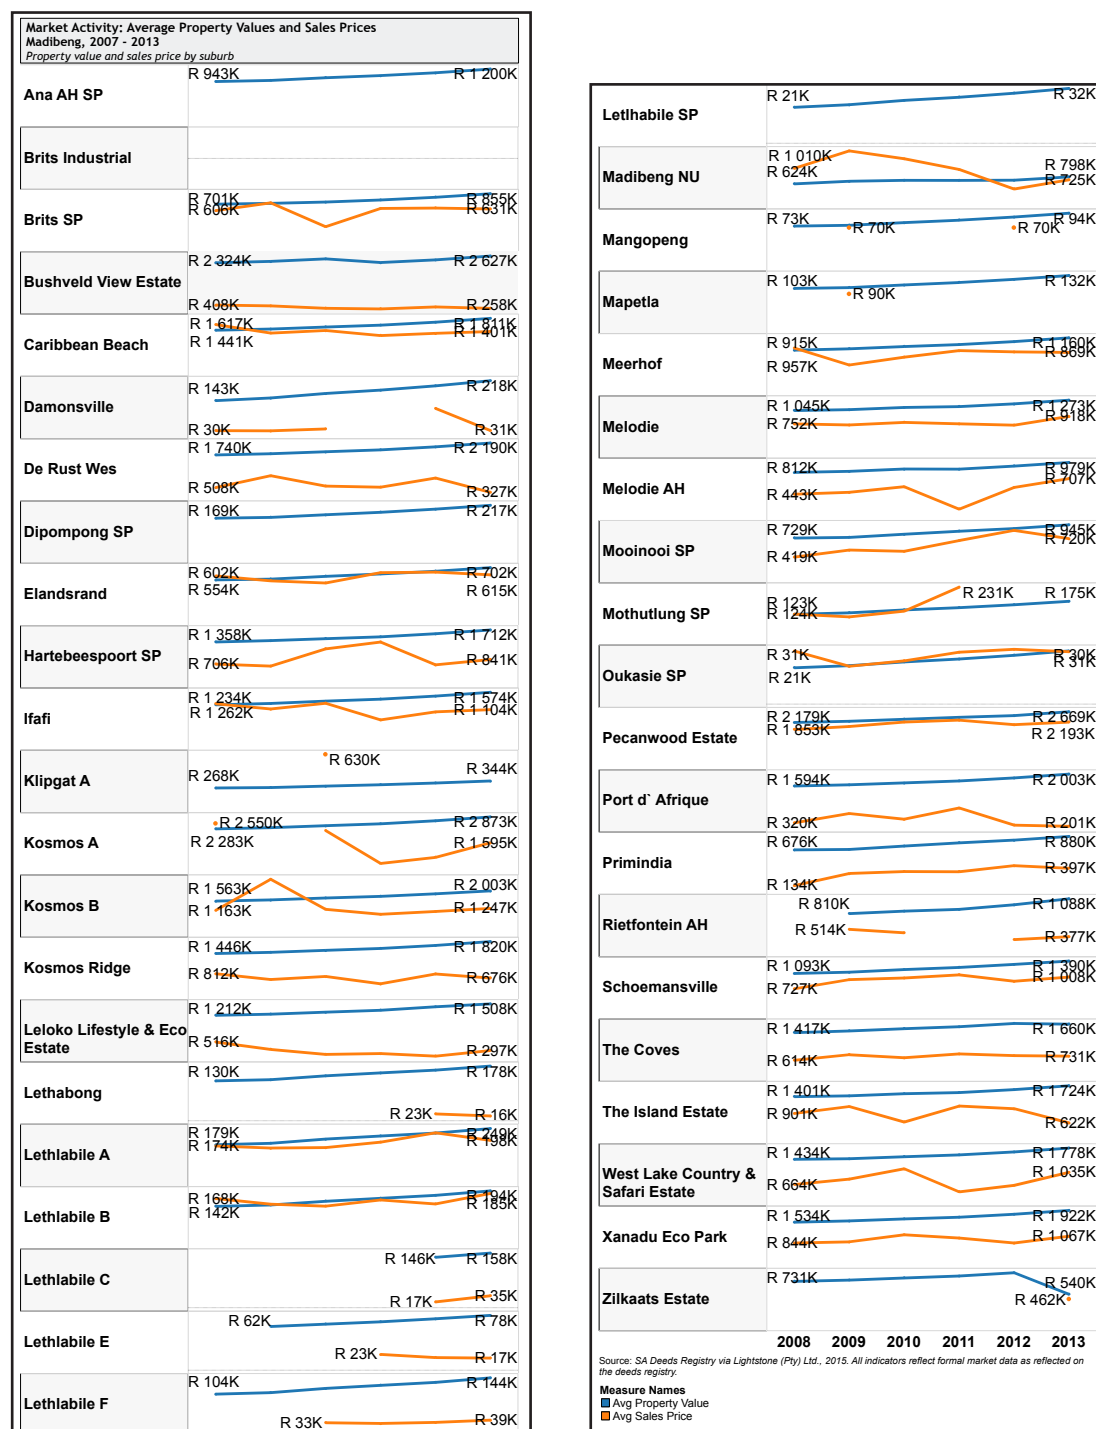 Market Activity: Average Property Values and Sales Prices
Madibeng, 2007 - 2013
Property value and sales price by suburb
R 943K R 1 200K
Ana AH SP
Brits Industrial
R 701K R 855K
Brits SP
R 606K R 631K
R 2 324K R 2 627K
Bushveld View Estate
R 408K R 258K
R 1 617K R 1 811K
Caribbean Beach
R 1 441K R 1 401K
R 143K R 218K
Damonsville
R 30K R 31K
R 1 740K R 2 190K
De Rust Wes
R 508K R 327K
R 169K R 217K
Dipompong SP
R 602K R 702K
Elandsrand
R 554K R 615K
R 1 358K R 1 712K
Hartebeespoort SP
R 706K R 841K
R 1 234K R 1 574K
Ifafi
R 1 262K R 1 104K
R 630K
R 268K R 344K
Klipgat A
R 2 550K R 2 873K
Kosmos A
R 2 283K R 1 595K
R 1 563K R 2 003K
Kosmos B
R 1 163K R 1 247K
R 1 446K R 1 820K
Kosmos Ridge
R 812K R 676K
R 1 212K R 1 508K
Leloko Lifestyle & Eco
Estate
R 516K R 297K
R 130K R 178K
Lethabong
R 23K R 16K
R 179K R 249K
Lethlabile A
R 174K R 198K
R 168K R 194K
Lethlabile B
R 142K R 185K
R 146K R 158K
Lethlabile C
R 17K R 35K
R 62K R 78K
Lethlabile E
R 23K R 17K
R 104K R 144K
Lethlabile F
R 33K R 39K
R 21K R 32K
Letlhabile SP
R 1 010K R 798K
Madibeng NU
R 624K R 725K
R 73K R 94K
Mangopeng
R 70K R 70K
R 103K R 132K
Mapetla
R 90K
R 915K R 1 160K
Meerhof
R 957K R 869K
R 1 045K R 1 273K
Melodie
R 752K R 918K
R 812K R 979K
Melodie AH
R 443K R 707K
R 729K R 945K
Mooinooi SP
R 419K R 720K
R 123K R 231K R 175K
Mothutlung SP
R 124K
R 31K R 30K
Oukasie SP
R 21K R 31K
R 2 179K R 2 669K
Pecanwood Estate
R 1 853K R 2 193K
R 1 594K R 2 003K
Port d` Afrique
R 320K R 201K
R 676K R 880K
Primindia
R 134K R 397K
R 810K R 1 088K
Rietfontein AH
R 514K R 377K
R 1 093K R 1 390K
Schoemansville
R 727K R 1 008K
R 1 417K R 1 660K
The Coves
R 614K R 731K
R 1 401K R 1 724K
The Island Estate
R 901K R 622K
R 1 434K R 1 778K
West Lake Country &
Safari Estate
R 664K R 1 035K
R 1 534K R 1 922K
Xanadu Eco Park
R 844K R 1 067K
R 731K R 540K
Zilkaats Estate
R 462K
2008 2009 2010 2011 2012 2013
Source: SA Deeds Registry via Lightstone (Pty) Ltd., 2015. All indicators reflect formal market data as reflected on
the deeds registry.
Measure Names
Avg Property Value
Avg Sales Price